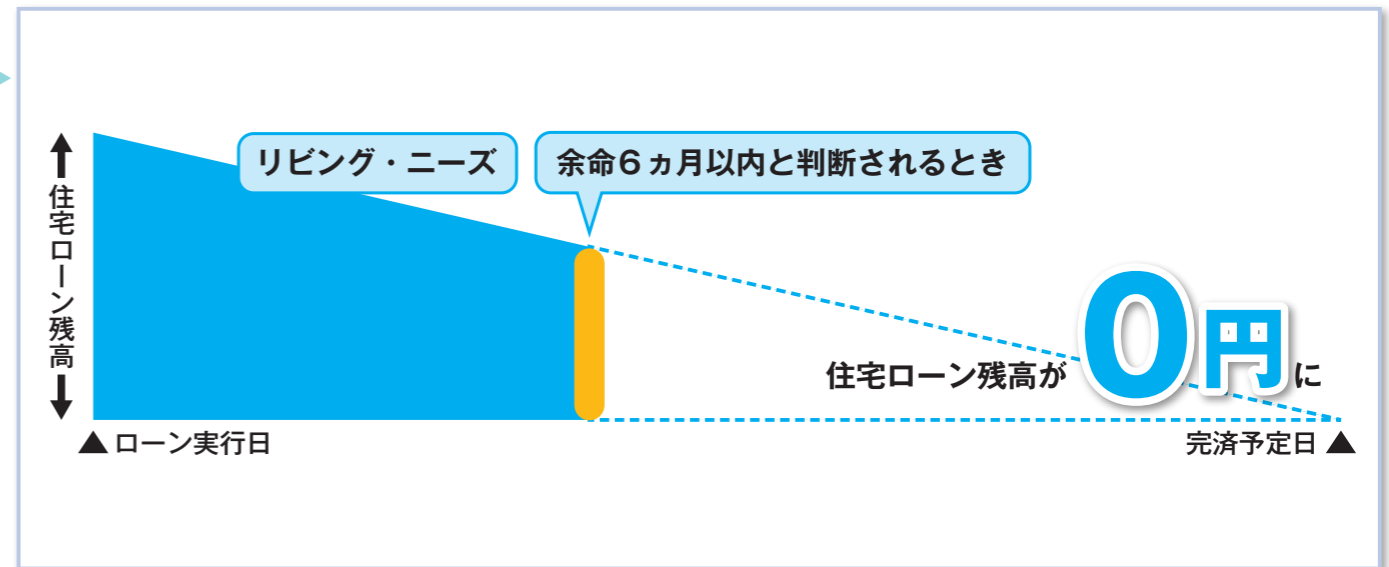 リビング・ニーズ
余命6ヵ月以内と判断されるとき
住宅ローン残高
住宅ローン残高が0円に
▲ローン実行日
完済予定日▲